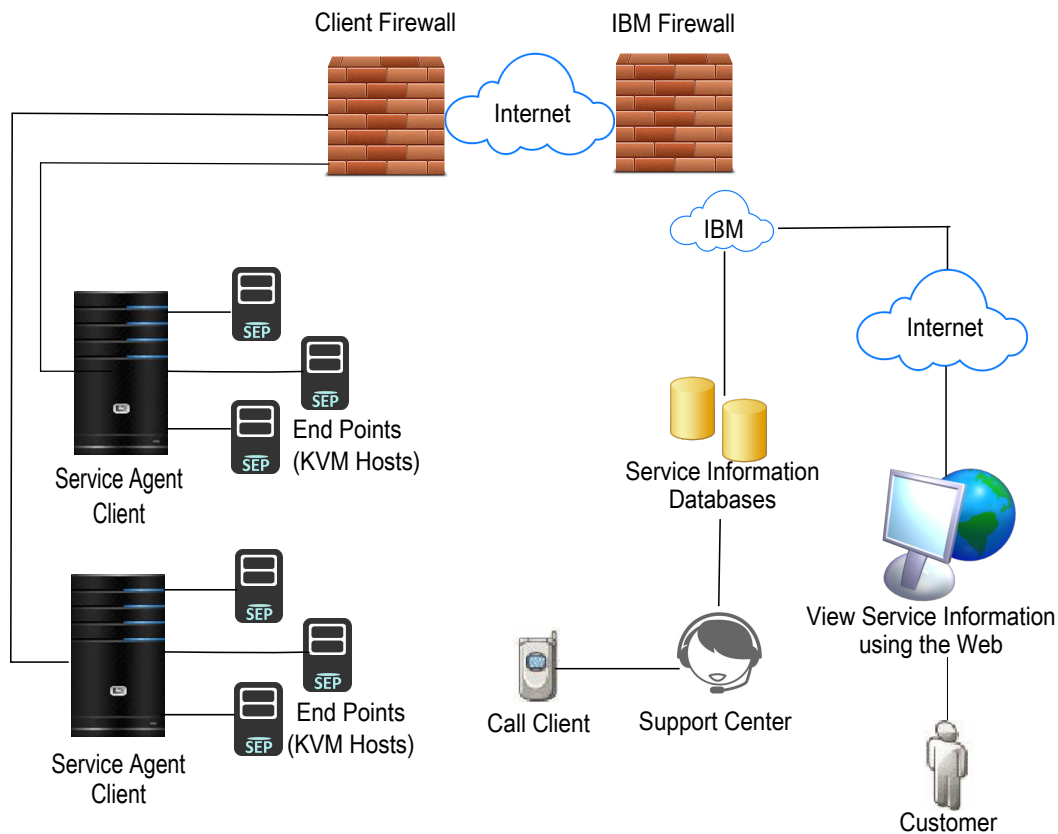 Client Firewall
IBM Firewall
Internet
IBM
Internet
SEP
SEP
SEP
End Points
(KVM Hosts)
Service Agent
Client
Service Information
Databases
SEP
SEP
SEP
End Points
(KVM Hosts)
Service Agent
Client
View Service Information
using the Web
Call Client
Support Center
Customer